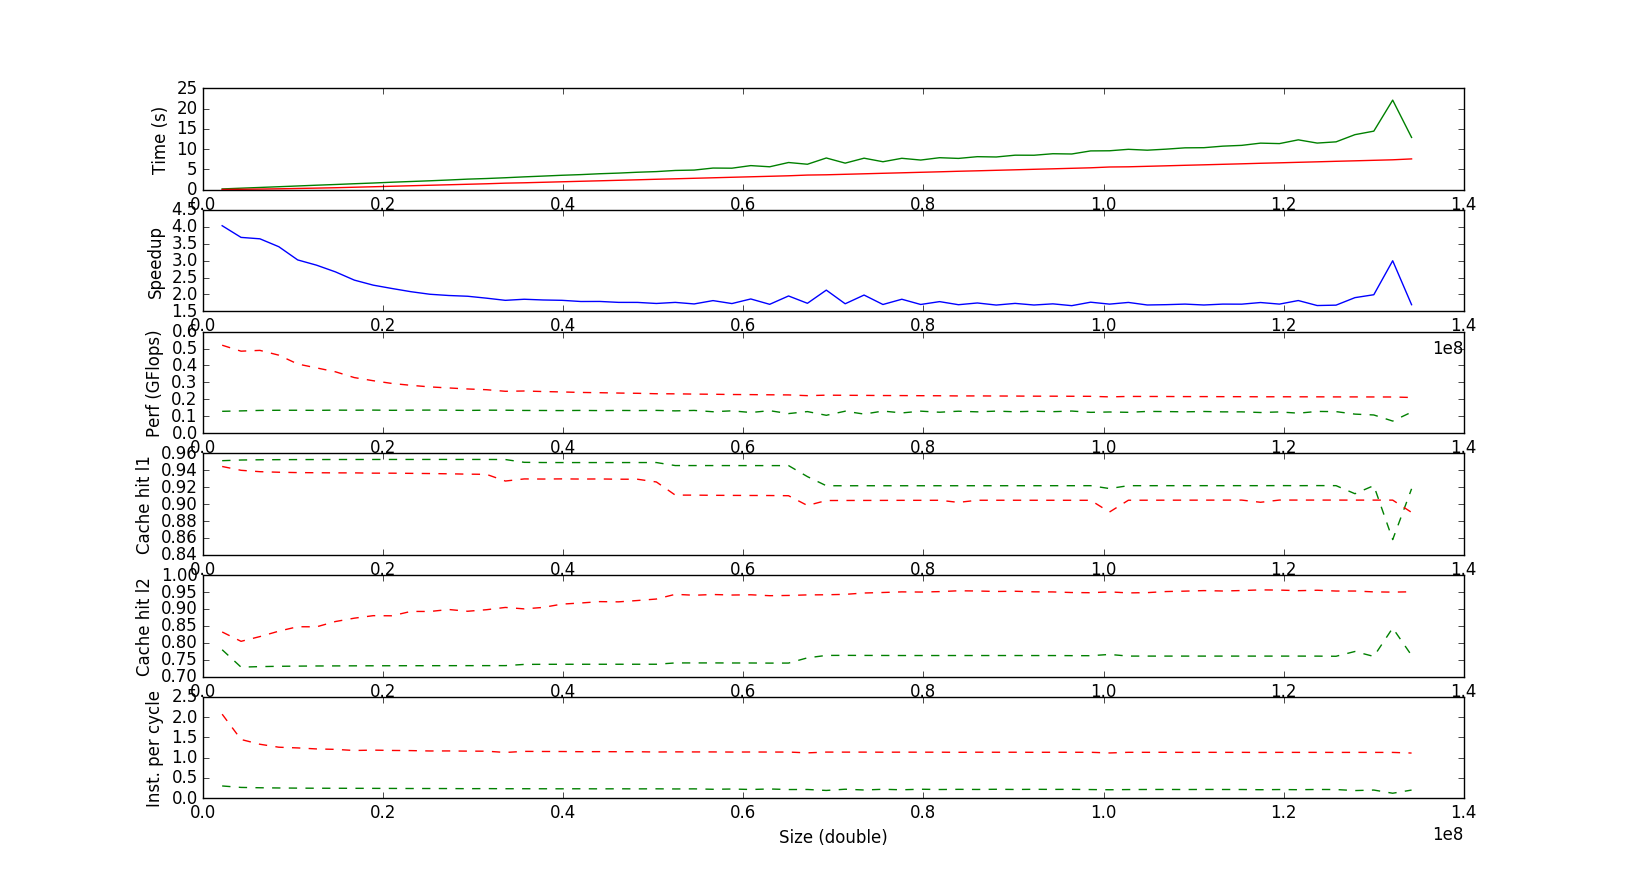 25
20
15
10
5
0
Time (s)
0.0 0.2 0.4 0.6 0.8 1.0 1.2 1.4
4.5
4.0
3.5
3.0
2.5
2.0
1.5
Speedup
0.0 0.2 0.4 0.6 0.8 1.0 1.2 1.4
1e8
0.6
0.5
0.4
0.3
0.2
0.1
0.0
Perf (GFlops)
0.0 0.2 0.4 0.6 0.8 1.0 1.2 1.4
0.96
0.94
0.92
0.90
0.88
0.86
0.84
Cache hit l1
0.0 0.2 0.4 0.6 0.8 1.0 1.2 1.4
1.00
0.95
0.90
0.85
0.80
0.75
0.70
Cache hit l2
0.0 0.2 0.4 0.6 0.8 1.0 1.2 1.4
2.5
2.0
1.5
1.0
0.5
0.0
Inst. per cycle
0.0 0.2 0.4 0.6 0.8 1.0 1.2 1.4
Size (double)
1e8